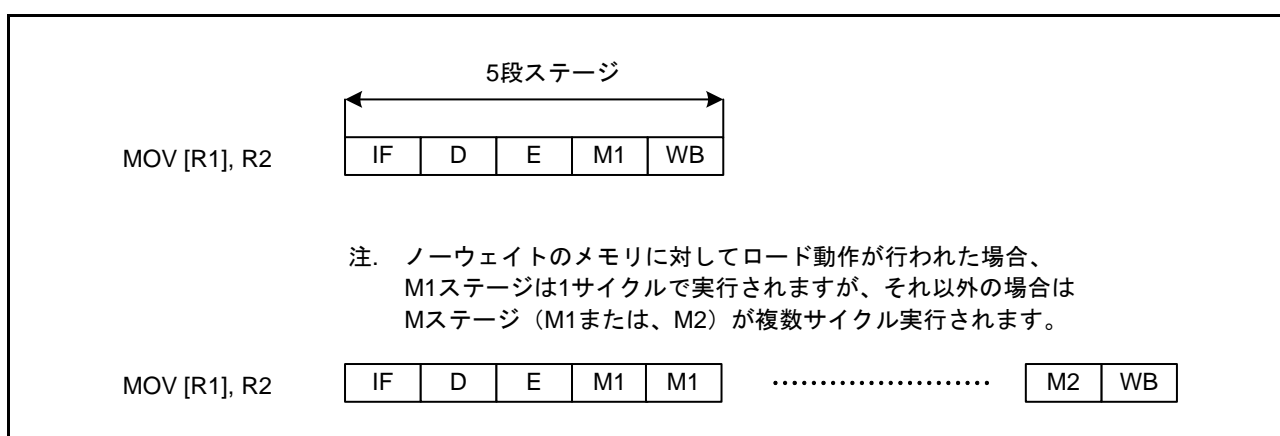 5段ステージ
MOV [R1], R2 IF D E M1 WB
注. ノーウェイトのメモリに対してロード動作が行われた場合、
M1ステージは1サイクルで実行されますが、それ以外の場合は
Mステージ（M1または、M2）が複数サイクル実行されます。
MOV [R1], R2 IF D E M1 M1 ........................ M2 WB